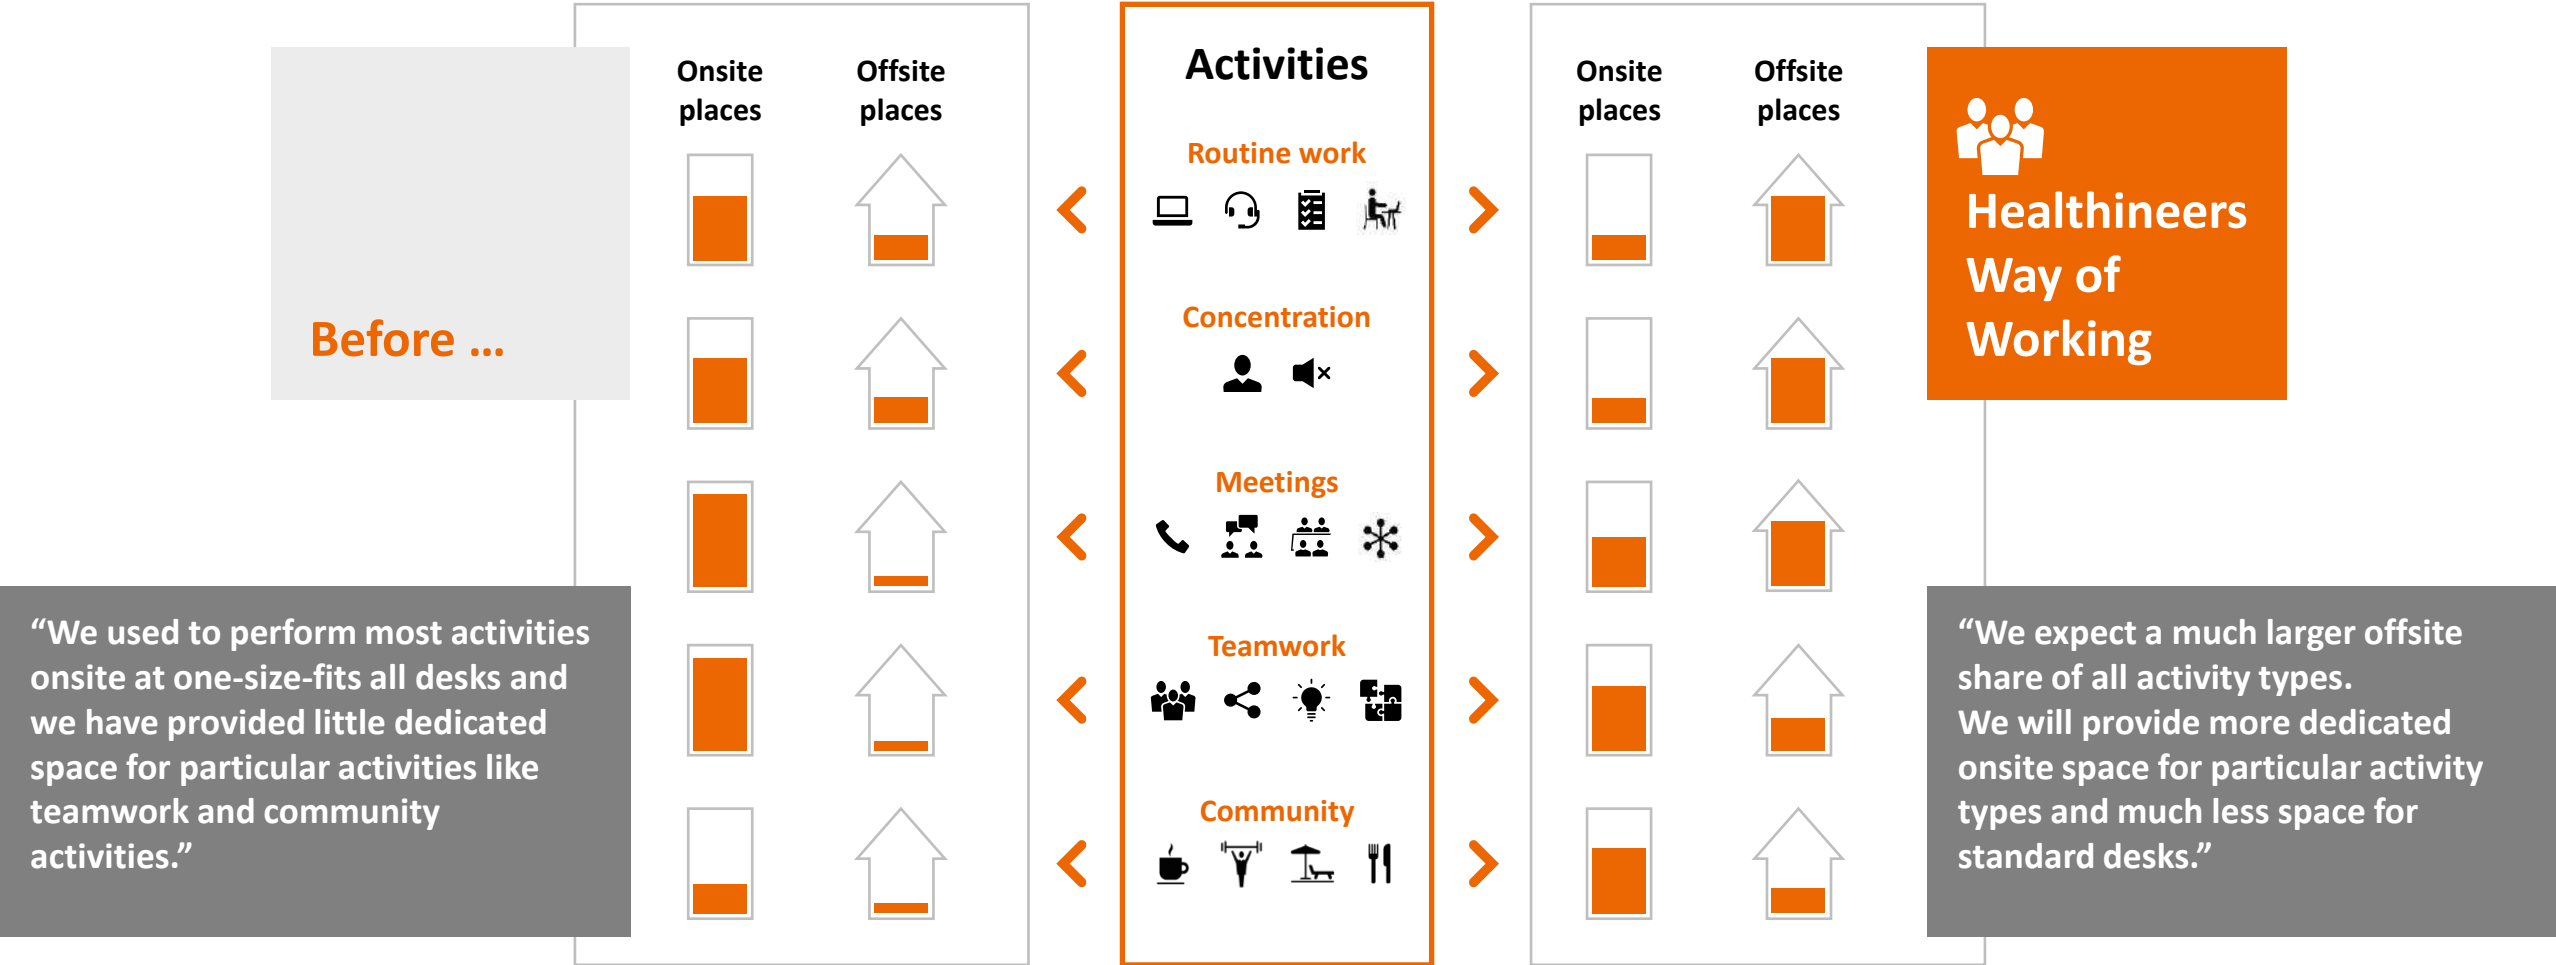 Before ...
“We used to perform most activities
onsite at one-size-fits all desks and
we have provided little dedicated
space for particular activities like
teamwork and community
activities.”
Onsite
places
Offsite
places
Activities
Routine work
Concentration
Meetings
Teamwork
Community
Onsite
places
Offsite
places
Healthineers
Way of
Working
“We expect a much larger offsite
share of all activity types.
We will provide more dedicated
onsite space for particular activity
types and much less space for
standard desks.”